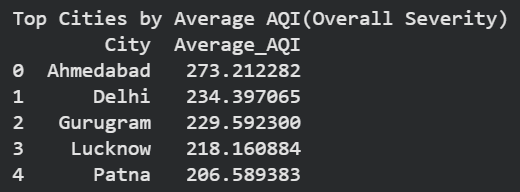 Top Cities by Average AQI(Overall Severity)
City Average_AQI
0 Ahmedabad 273.212282
1 Delhi 234.397065
2 Gurugram 229.592300
3 Lucknow 218.160884
4 Patna 206.589383